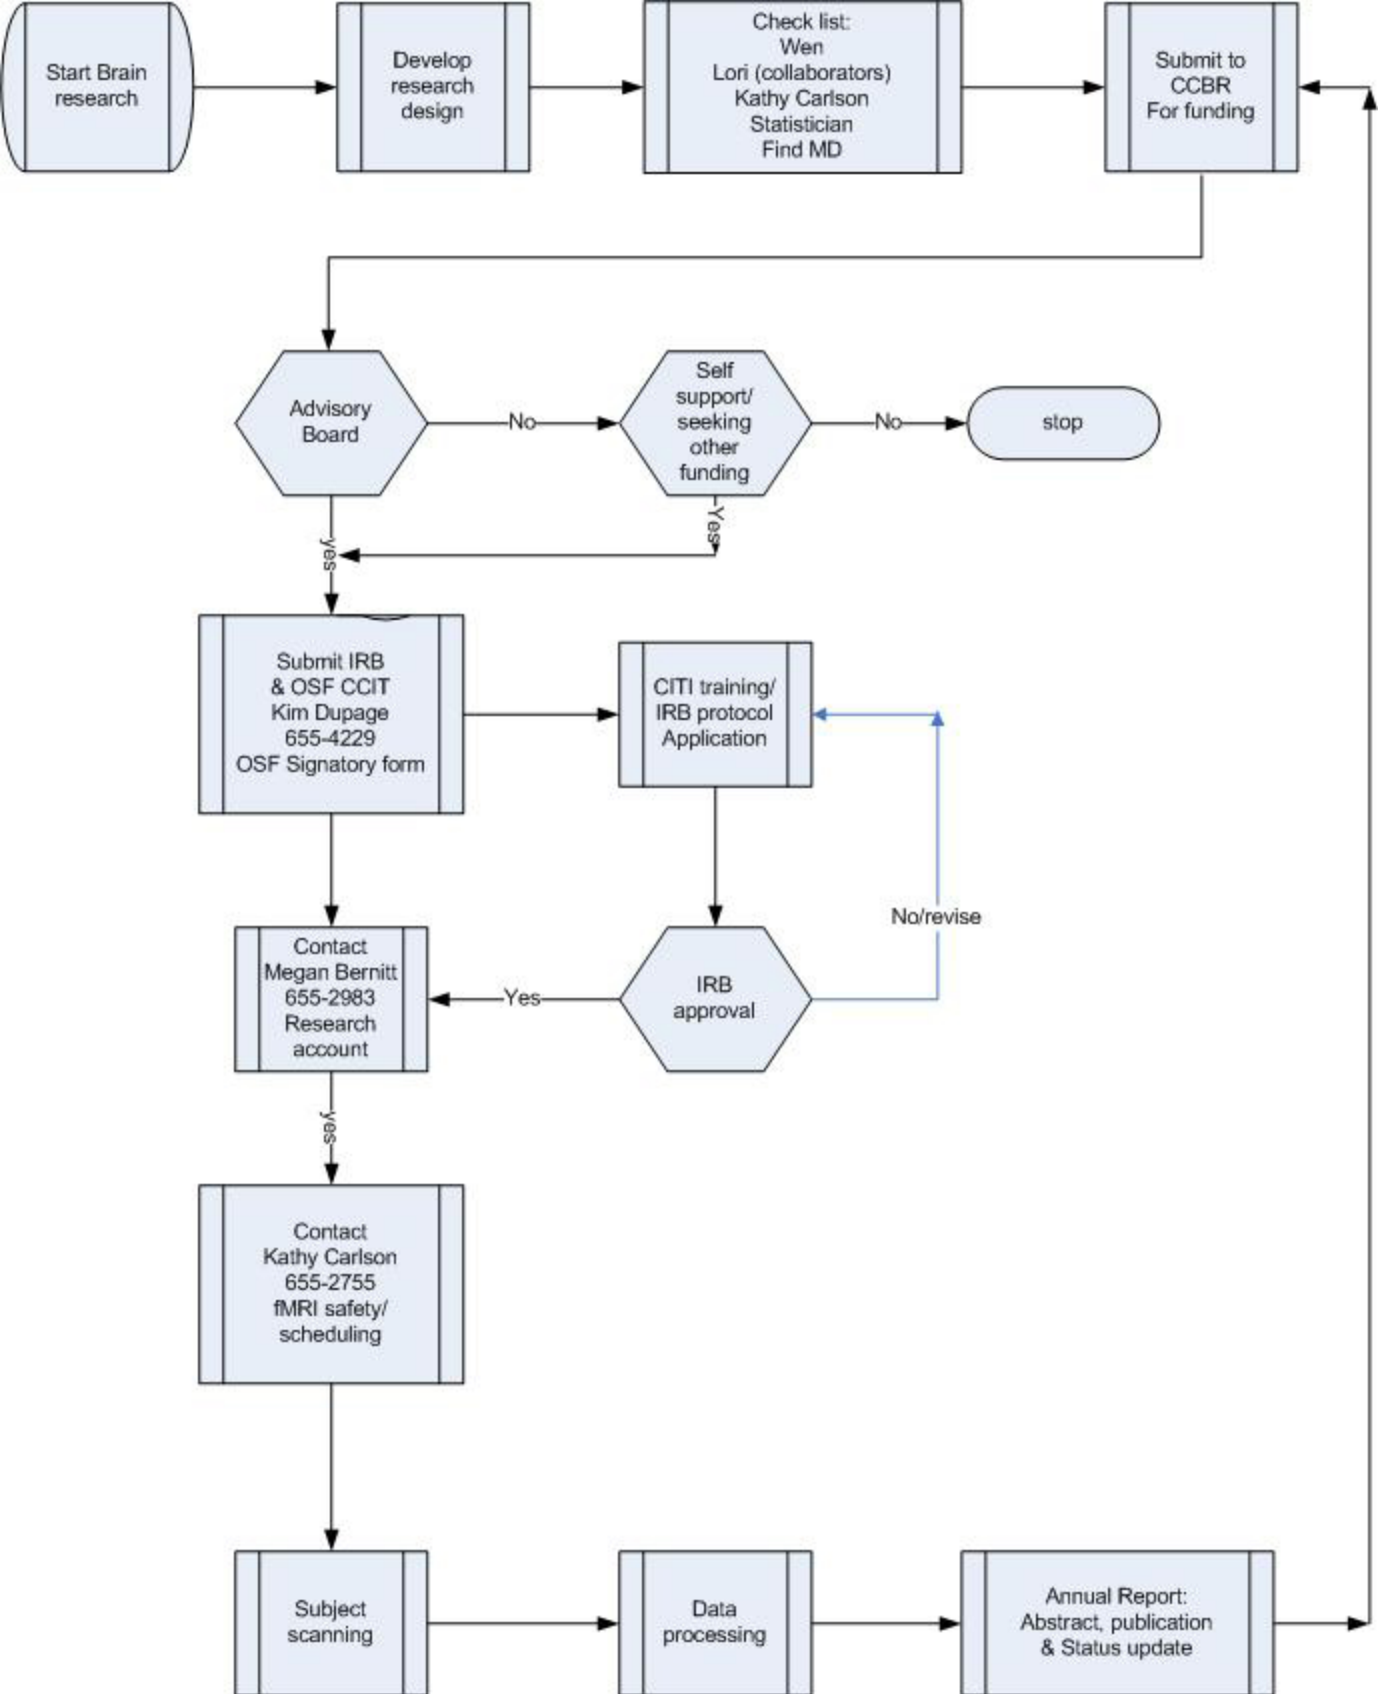 Start Brain
research
Develop
research
design
Check list:
Wen
Lori (collaborators)
Kathy Carlson
Statistician
Find MD
Submit to
CCBR
For funding
Advisory
Board
No
Self
support/
seeking
other
funding
No
stop
yes
Yes
Submit IRB
& OSF CCIT
Kim Dupage
655-4229
OSF Signatory form
CITI training/
IRB protocol
Application
No/revise
Contact
Megan Bernitt
655-2983
Research
account
Yes
IRB
approval
yes
Contact
Kathy Carlson
655-2755
fMRI safety/
scheduling
Subject
scanning
Data
processing
Annual Report:
Abstract, publication
& Status update